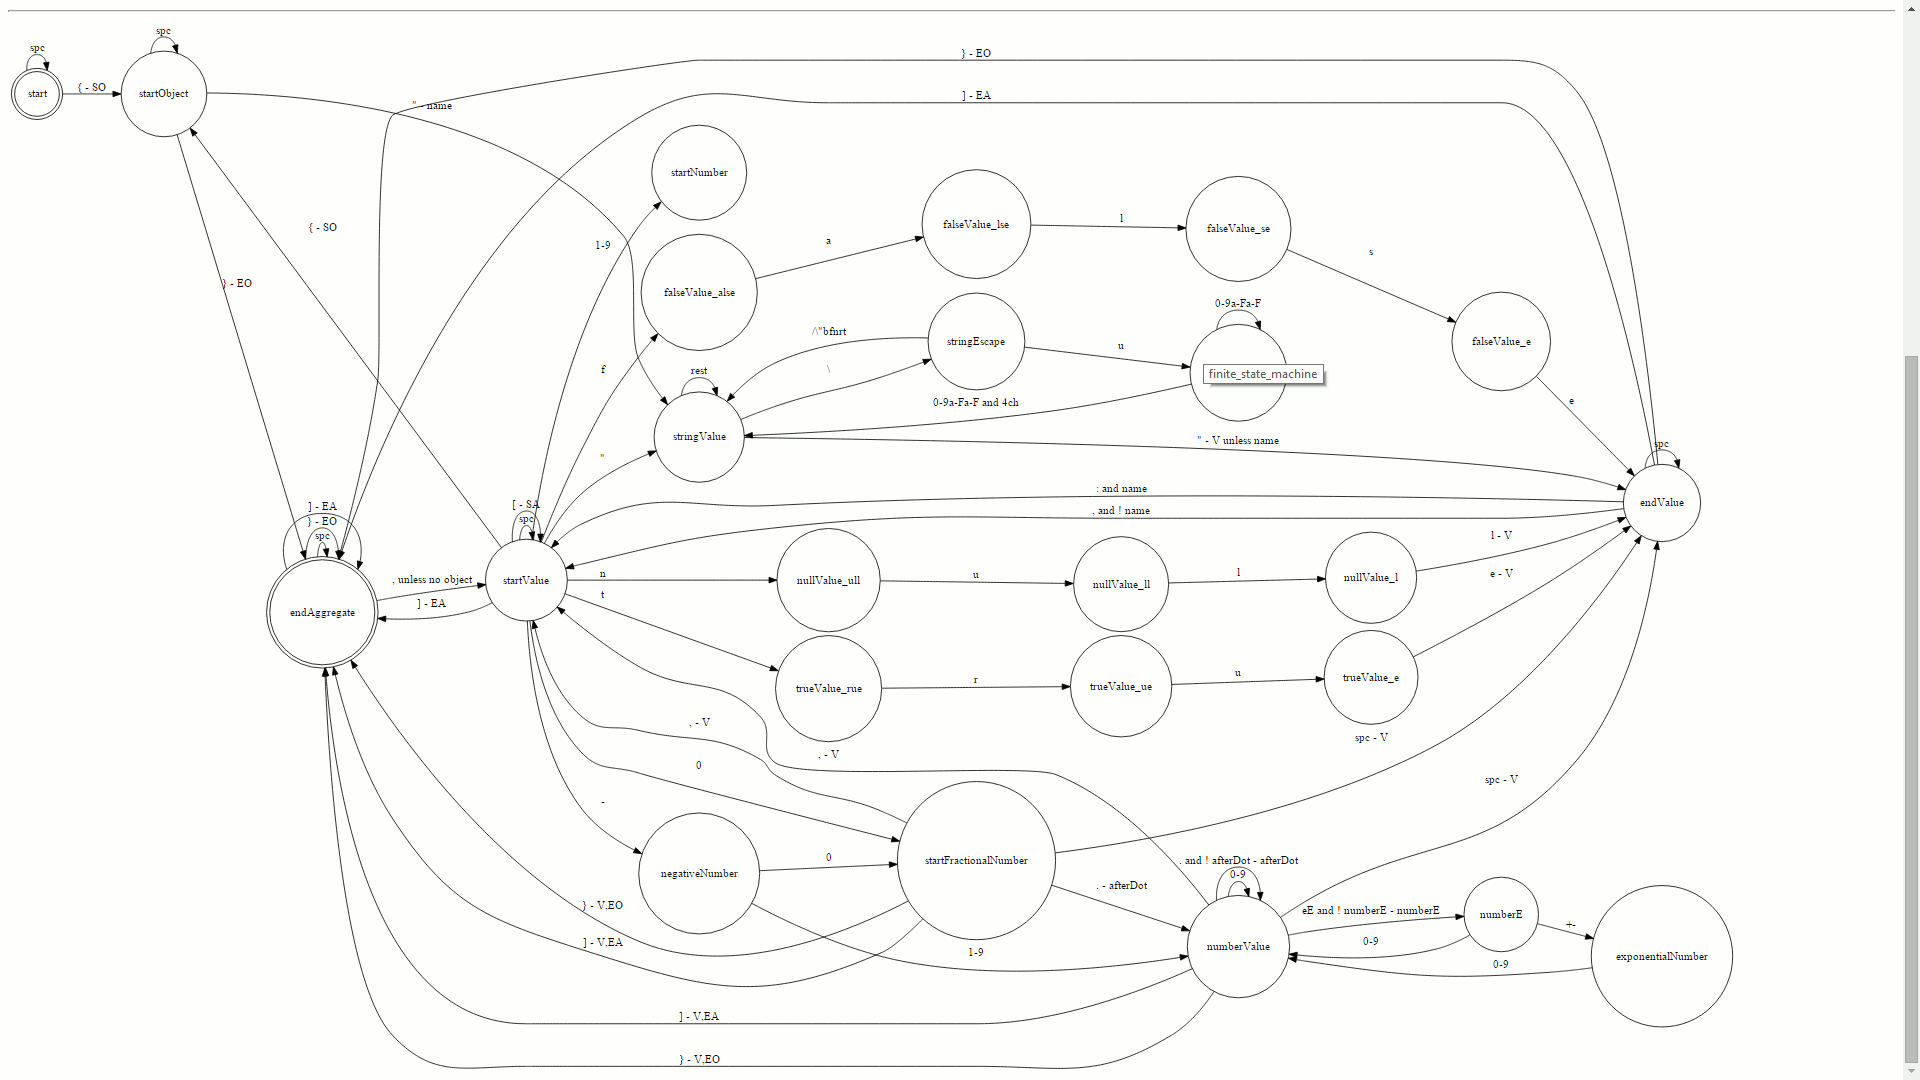 spc
start
{ - SO
spc
startObject
" - name
} - EO
] - EA
{ - SO
} - EO
startNumber
1-9
falseValue_alse
a
falseValue_lse
l
falseValue_se
s
falseValue_e
e
f
/\"bfnrt
\
stringEscape
u
0-9a-Fa-F
finite_state_machine
0-9a-Fa-F and 4ch
rest
stringValue
"
" - V unless name
spc
endValue
: and name
, and ! name
] - EA
} - EO
spc
endAggregate
, unless no object
] - EA
[ - SA
spc
startValue
n
nullValue_ull
u
nullValue_ll
l
nullValue_l
l - V
t
trueValue_rue
r
trueValue_ue
u
trueValue_e
e - V
spc - V
spc - V
, - V
, - V
0
-
negativeNumber
0
startFractionalNumber
. - afterDot
1-9
} - V,EO
] - V,EA
. and ! afterDot - afterDot
0-9
numberValue
eE and ! numberE - numberE
0-9
numberE
+-
0-9
exponentialNumber
] - V,EA
} - V,EO